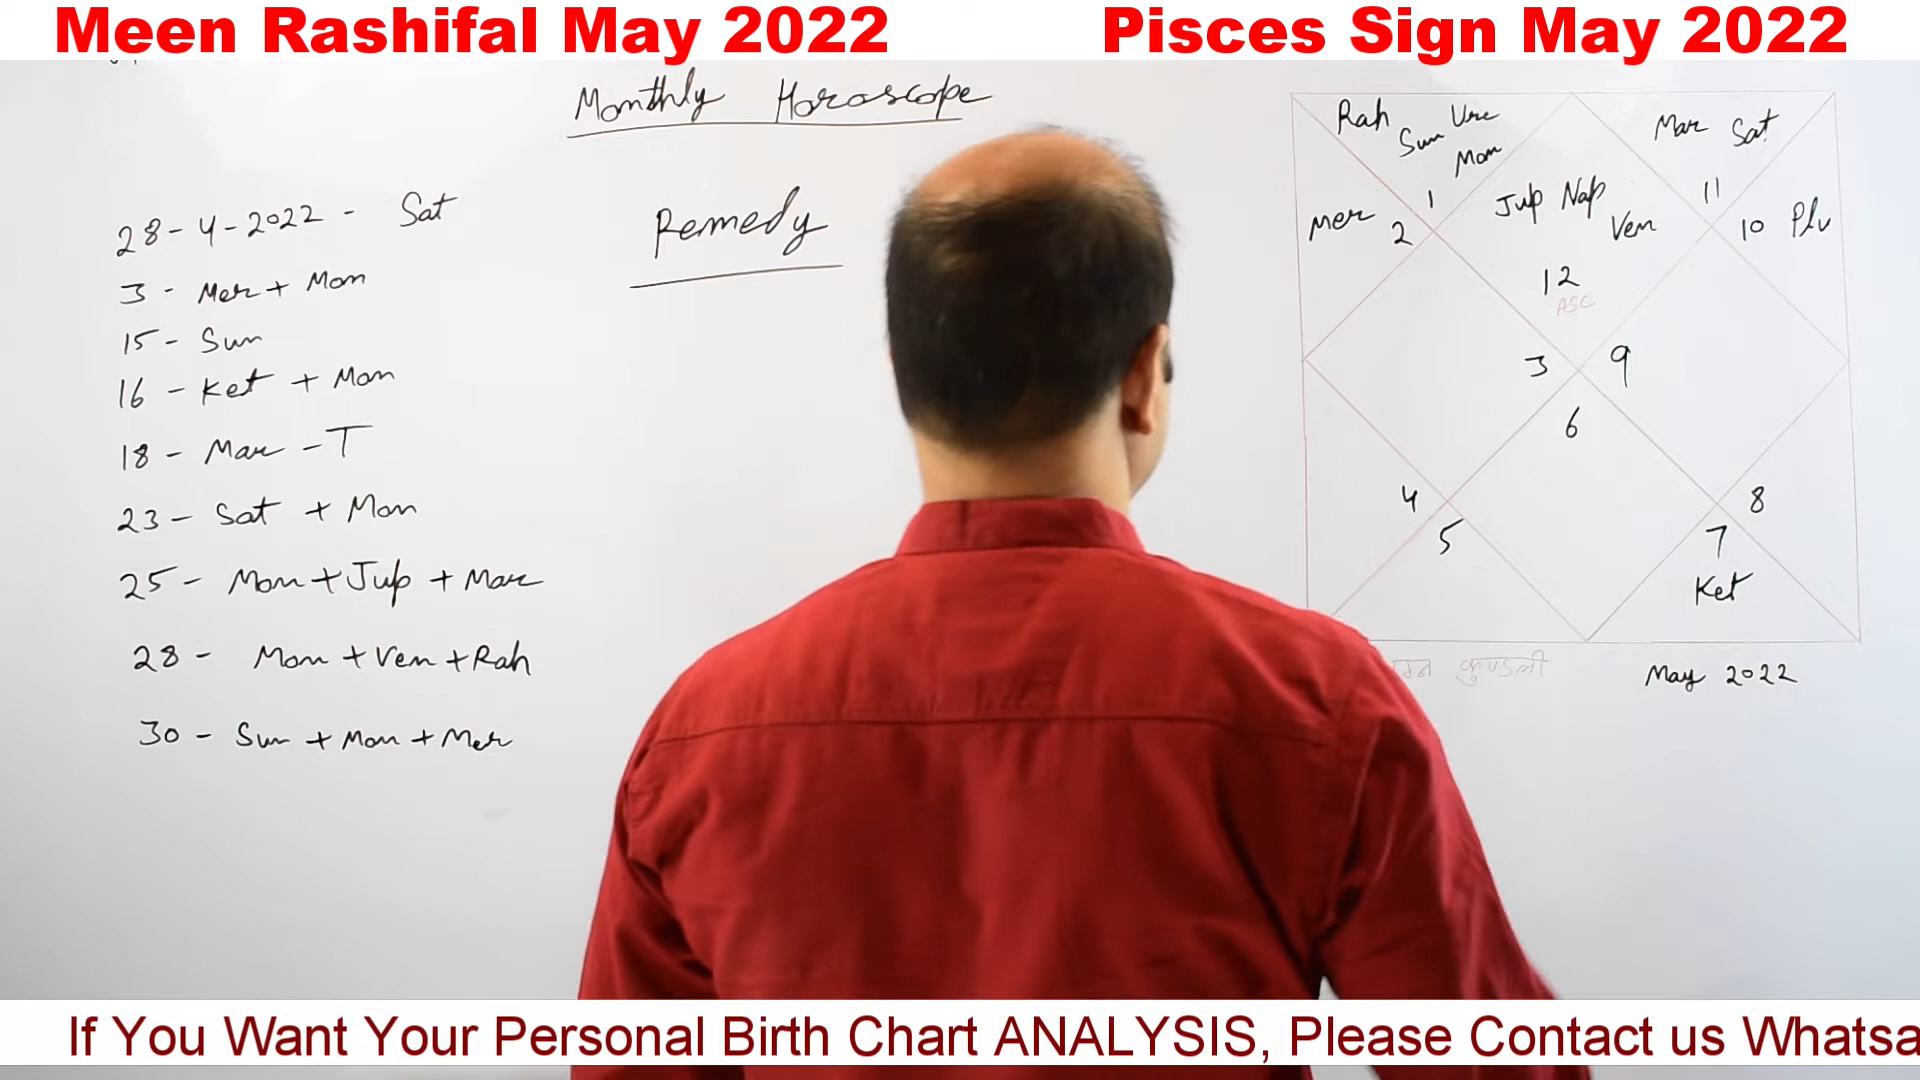 Meen Rashifal May 2022
Pisces Sign May 2022
Monthly Horoscope
Remedy
28-4-2022 - Sat
3 - Mer + Mon
15 - Sun
16 - Ket + Mon
18 - Mar - T
23 - Sat + Mon
25 - Mon + Jup + Mar
28 - Mon + Ven + Rah
30 - Sun + Mon + Mer
Rah Sun Ure Mon
Mar Sat
Mer 2
1
Jup Nap Ven
11
10 Plu
12
ASC
3
9
6
4
5
8
7
Ket
कुण्डली
May 2022
If You Want Your Personal Birth Chart ANALYSIS, Please Contact us Whatsa